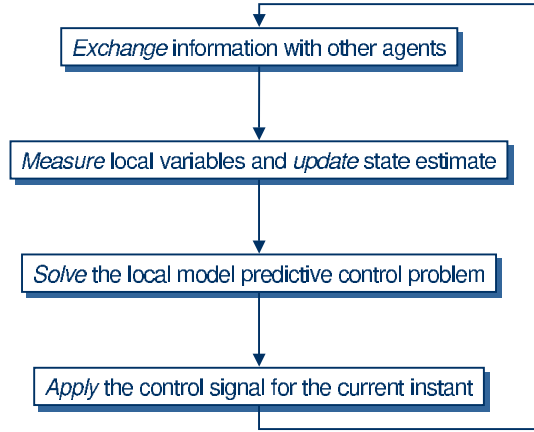 Exchange information with other agents
Measure local variables and update state estimate
Solve the local model predictive control problem
Apply the control signal for the current instant